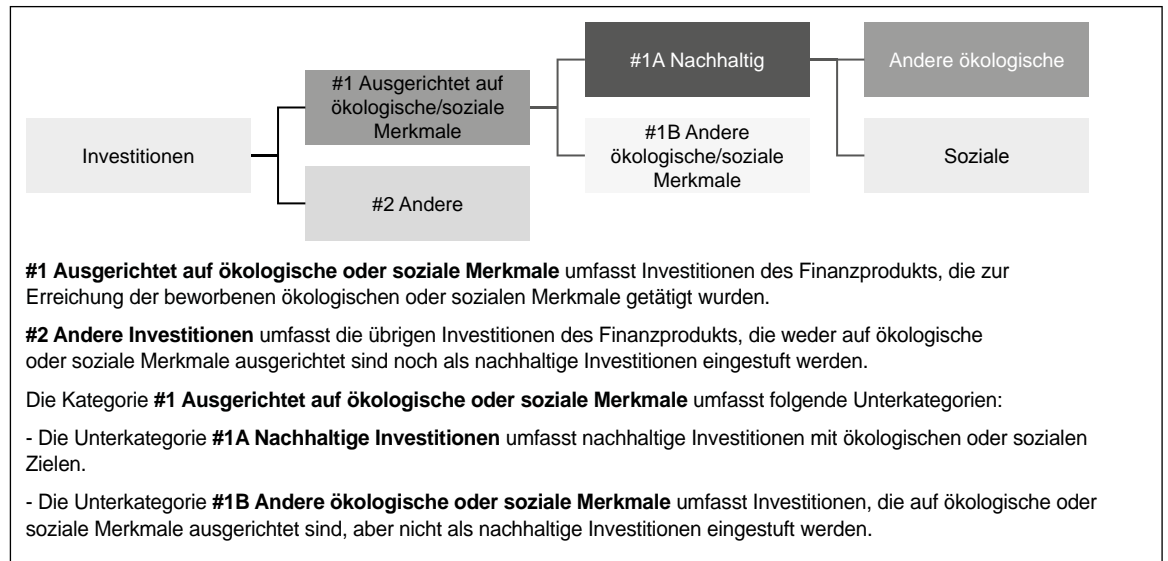 Investitionen
#1 Ausgerichtet auf
ökologische/soziale
Merkmale
#2 Andere
#1A Nachhaltig
#1B Andere
ökologische/soziale
Merkmale
Andere ökologische
Soziale
#1 Ausgerichtet auf ökologische oder soziale Merkmale umfasst Investitionen des Finanzprodukts, die zur
Erreichung der beworbenen ökologischen oder sozialen Merkmale getätigt wurden.
#2 Andere Investitionen umfasst die übrigen Investitionen des Finanzprodukts, die weder auf ökologische
oder soziale Merkmale ausgerichtet sind noch als nachhaltige Investitionen eingestuft werden.
Die Kategorie #1 Ausgerichtet auf ökologische oder soziale Merkmale umfasst folgende Unterkategorien:
- Die Unterkategorie #1A Nachhaltige Investitionen umfasst nachhaltige Investitionen mit ökologischen oder sozialen
Zielen.
- Die Unterkategorie #1B Andere ökologische oder soziale Merkmale umfasst Investitionen, die auf ökologische oder
soziale Merkmale ausgerichtet sind, aber nicht als nachhaltige Investitionen eingestuft werden.